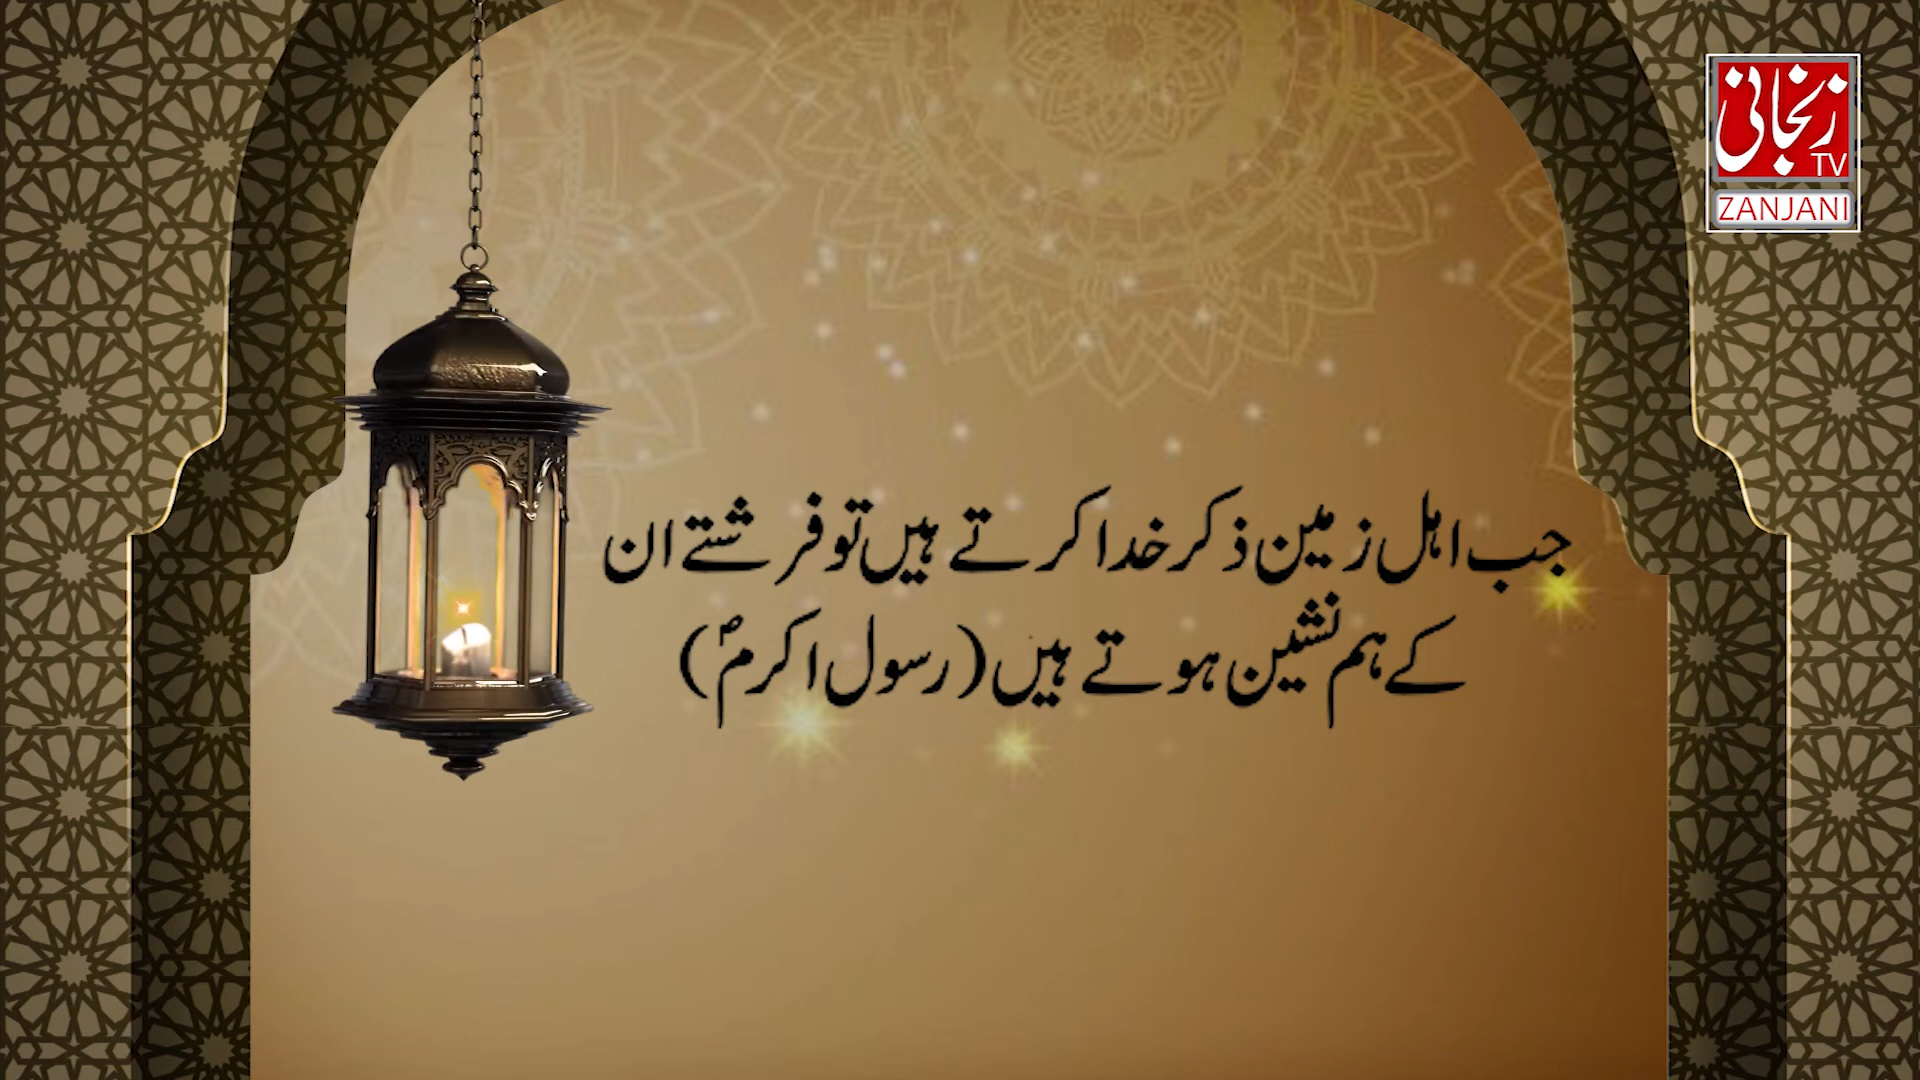 زنجانی
TV
ZANJANI
جب اہل زمین ذکر خدا کرتے ہیں تو فرشتے ان
کے ہم نشین ہوتے ہیں (رسول اکرمؐ)